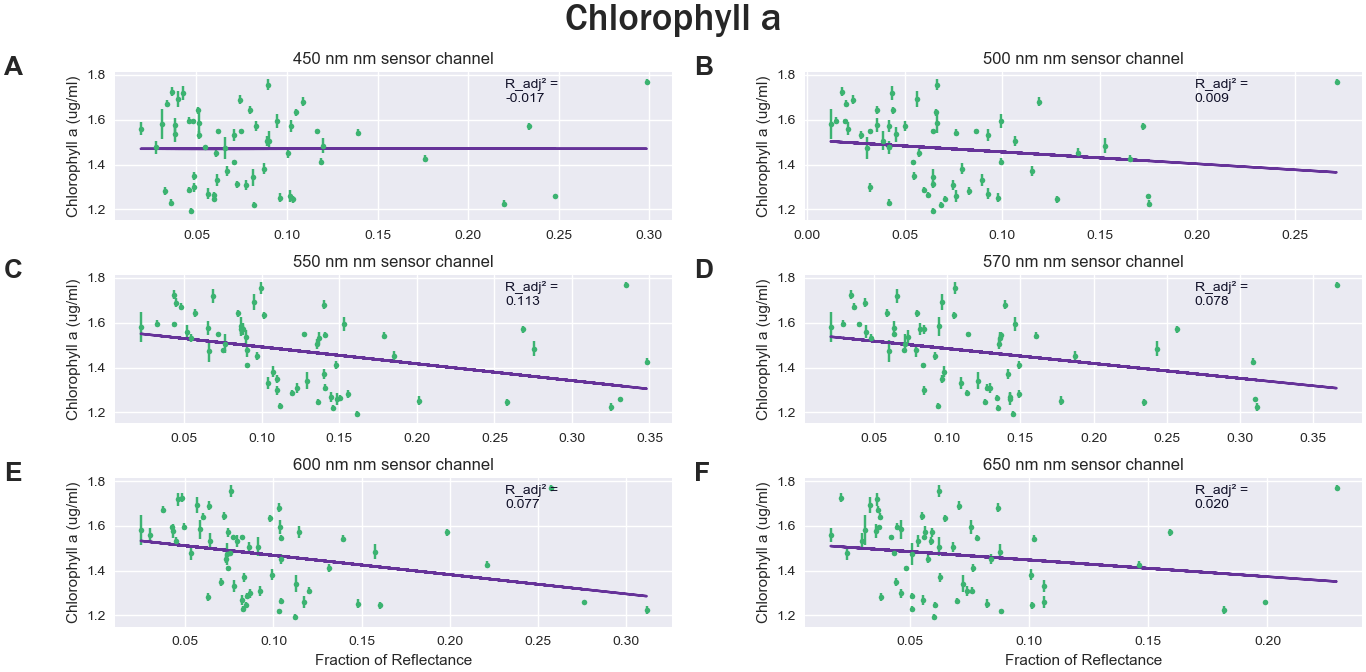 Chlorophyll a
A
450 nm nm sensor channel
Chlorophyll a (ug/ml)
1.8
1.6
1.4
1.2
R_adj² =
-0.017
0.05
0.10
0.15
0.20
0.25
0.30
B
500 nm nm sensor channel
Chlorophyll a (ug/ml)
1.8
1.6
1.4
1.2
R_adj² =
0.009
0.00
0.05
0.10
0.15
0.20
0.25
C
550 nm nm sensor channel
Chlorophyll a (ug/ml)
1.8
1.6
1.4
1.2
R_adj² =
0.113
0.05
0.10
0.15
0.20
0.25
0.30
0.35
D
570 nm nm sensor channel
Chlorophyll a (ug/ml)
1.8
1.6
1.4
1.2
R_adj² =
0.078
0.05
0.10
0.15
0.20
0.25
0.30
0.35
E
600 nm nm sensor channel
Chlorophyll a (ug/ml)
1.8
1.6
1.4
1.2
R_adj² =
0.077
0.05
0.10
0.15
0.20
0.25
0.30
Fraction of Reflectance
F
650 nm nm sensor channel
Chlorophyll a (ug/ml)
1.8
1.6
1.4
1.2
R_adj² =
0.020
0.05
0.10
0.15
0.20
Fraction of Reflectance